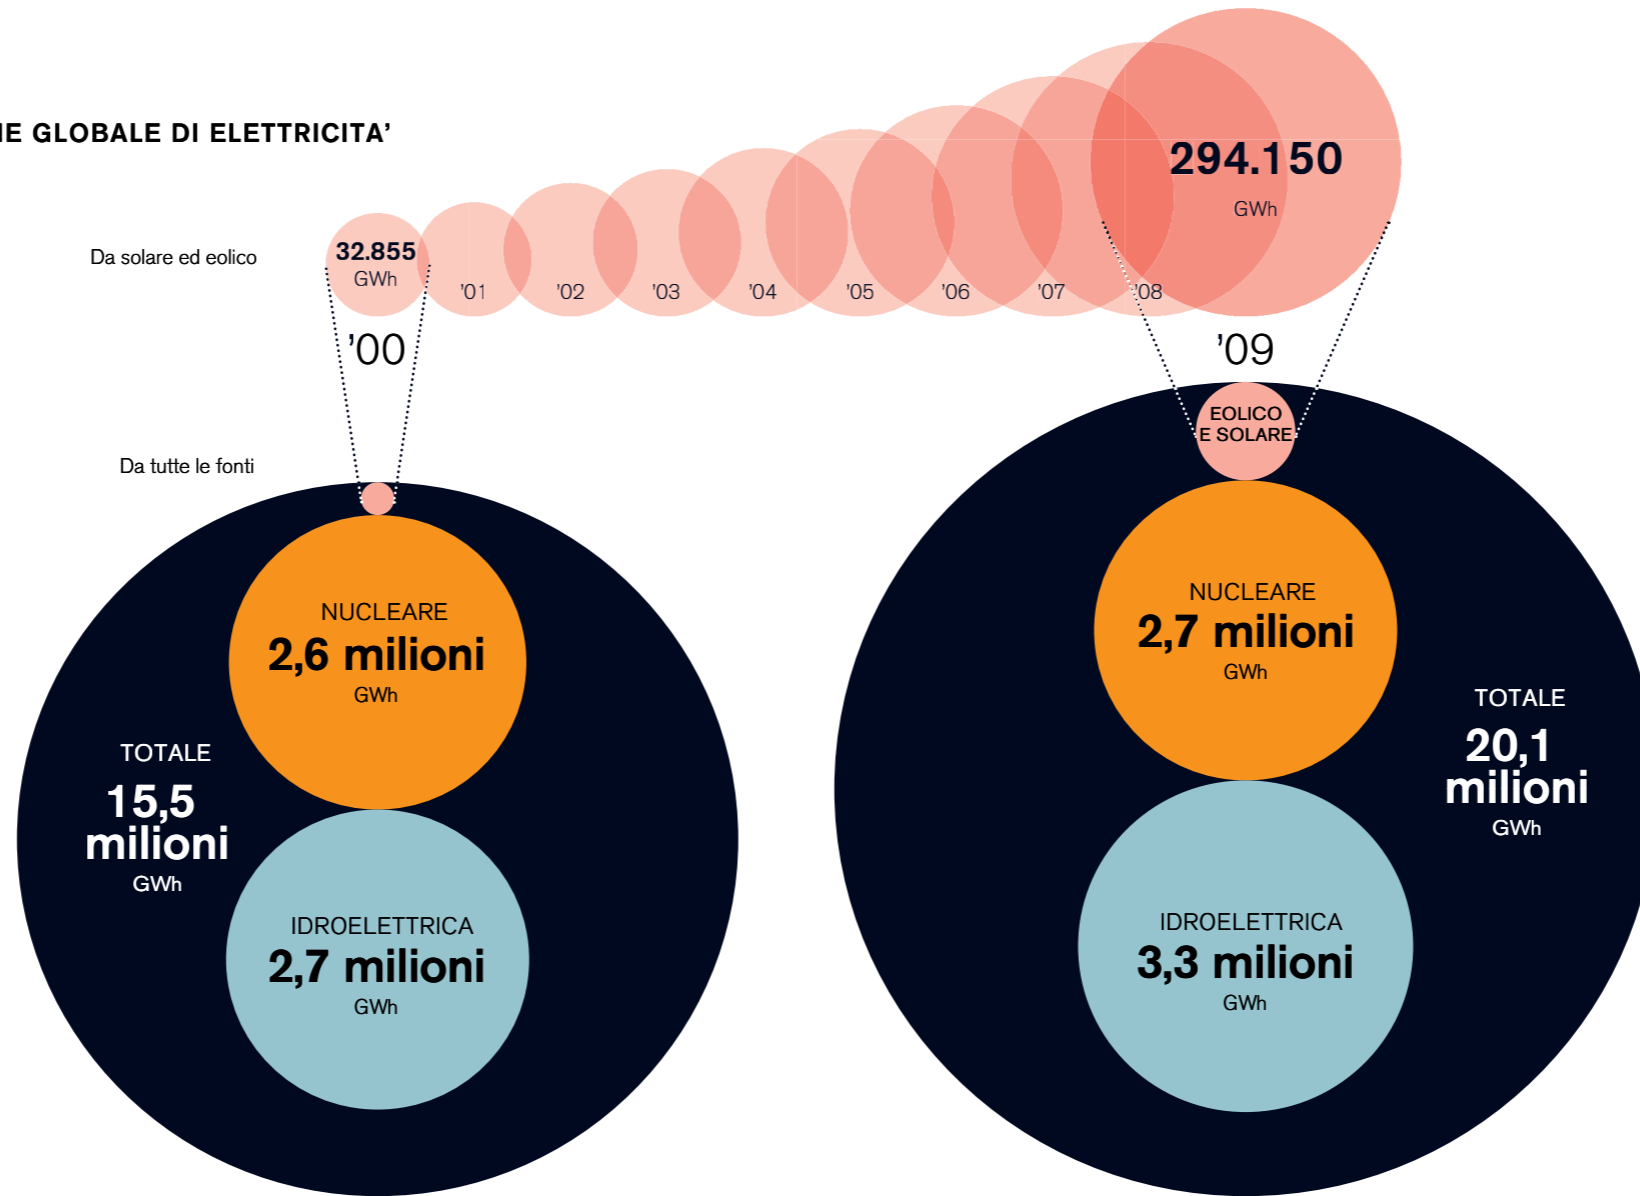 GLOBALE DI ELETTRICITA’
Da solare ed eolico
32.855
GWh
’01
’02
’03
’04
’05
’06
’07
’08
294.150
GWh
’00
’09
Da tutte le fonti
NUCLEARE
2,6 milioni
GWh
TOTALE
15,5
milioni
GWh
IDROELETTRICA
2,7 milioni
GWh
EOLICO
E SOLARE
NUCLEARE
2,7 milioni
GWh
TOTALE
20,1
milioni
GWh
IDROELETTRICA
3,3 milioni
GWh